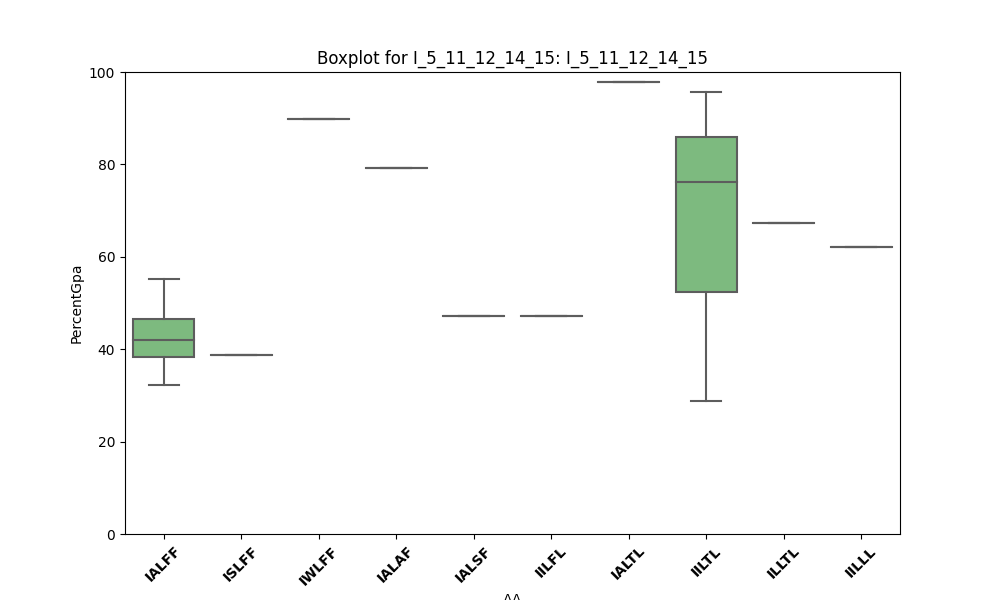 Boxplot for I_5_11_12_14_15: I_5_11_12_14_15
100
80
60
40
20
0
PercentGpa
IALFF
ISLFF
IWLFF
IALAF
IALSF
IILFL
IALTL
IILTL
ILLTL
IILLL